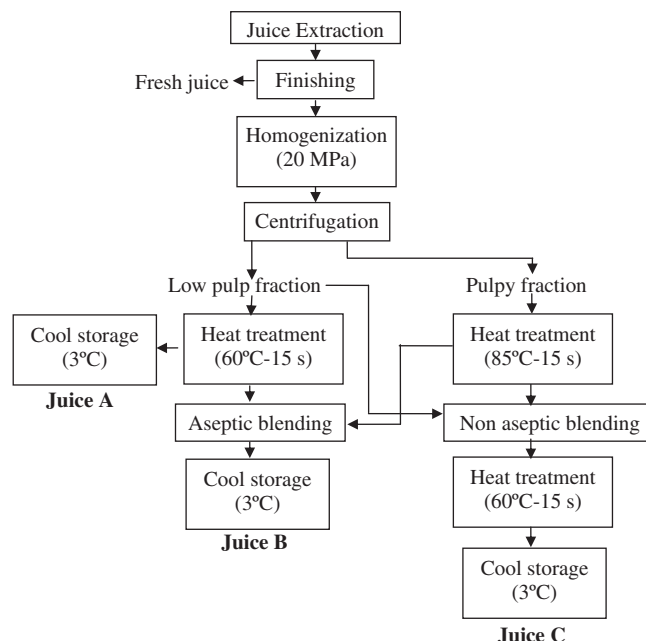 Juice Extraction
Fresh juice
Finishing
Homogenization
(20 MPa)
Centrifugation
Low pulp fraction
Pulpy fraction
Cool storage
(3ºC)
Juice A
Heat treatment
(60ºC-15 s)
Heat treatment
(85ºC-15 s)
Aseptic blending
Non aseptic blending
Cool storage
(3ºC)
Juice B
Heat treatment
(60ºC-15 s)
Cool storage
(3ºC)
Juice C